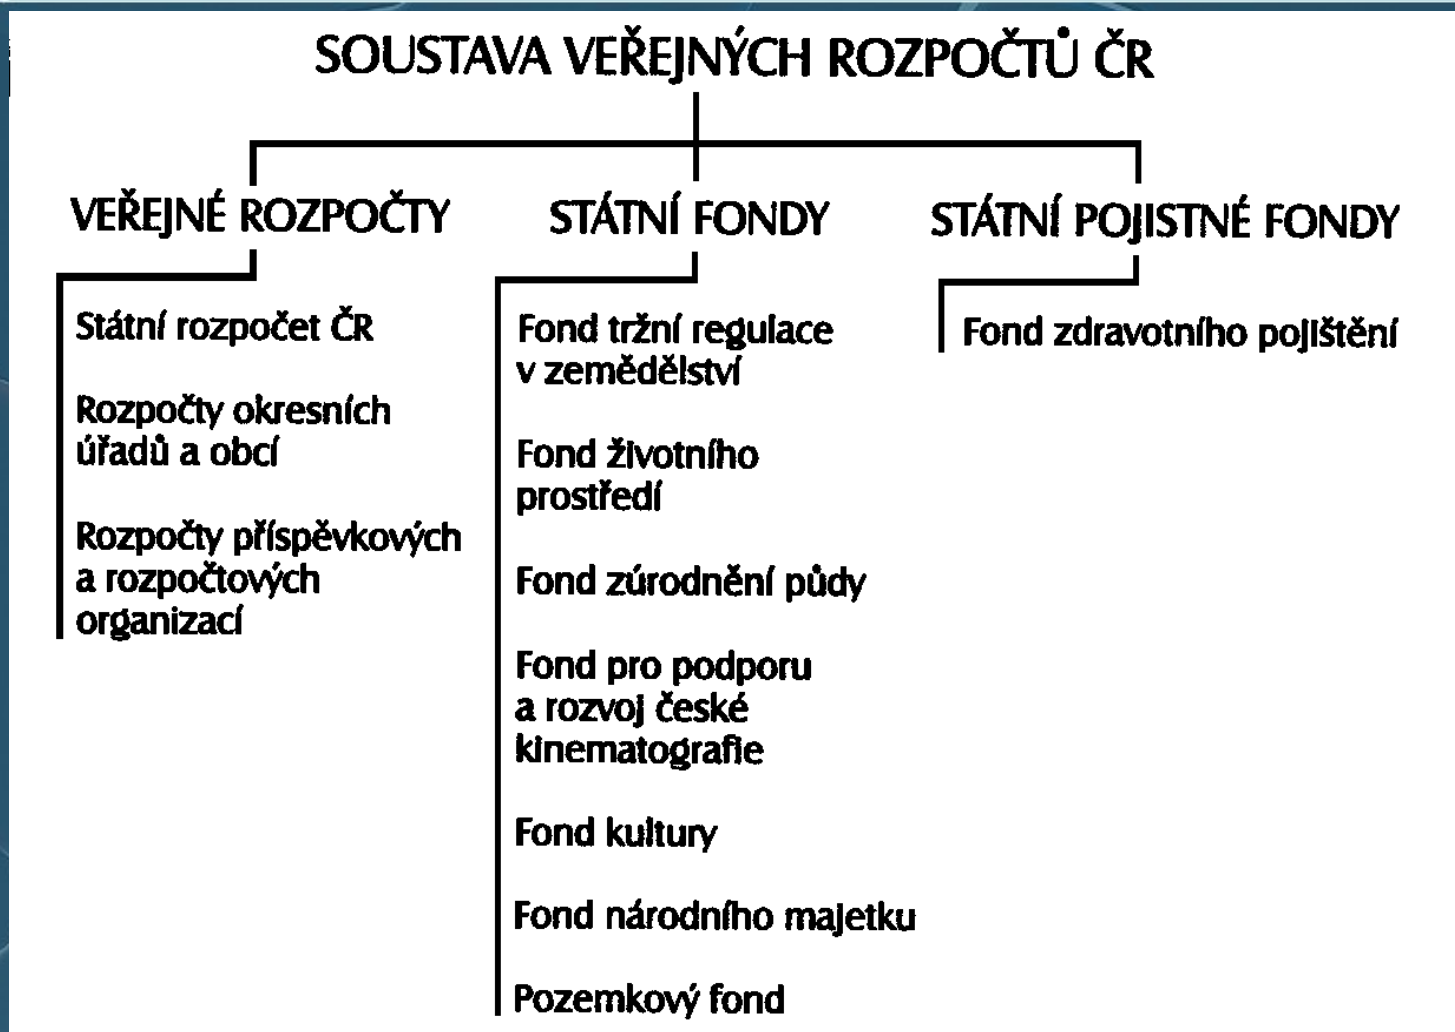 SOUSTAVA VEŘEJNÝCH ROZPOČTŮ ČR
VEŘEJNÉ ROZPOČTY
Státní rozpočet ČR
Rozpočty okresních
úřadů a obcí
Rozpočty příspěvkových
a rozpočtových
organizací
STÁTNÍ FONDY
Fond tržní regulace
v zemědělství
Fond životního
prostředí
Fond zúrodnění půdy
Fond pro podporu
a rozvoj české
kinematografie
Fond kultury
Fond národního majetku
Pozemkový fond
STÁTNÍ POJISTNÉ FONDY
Fond zdravotního pojištění